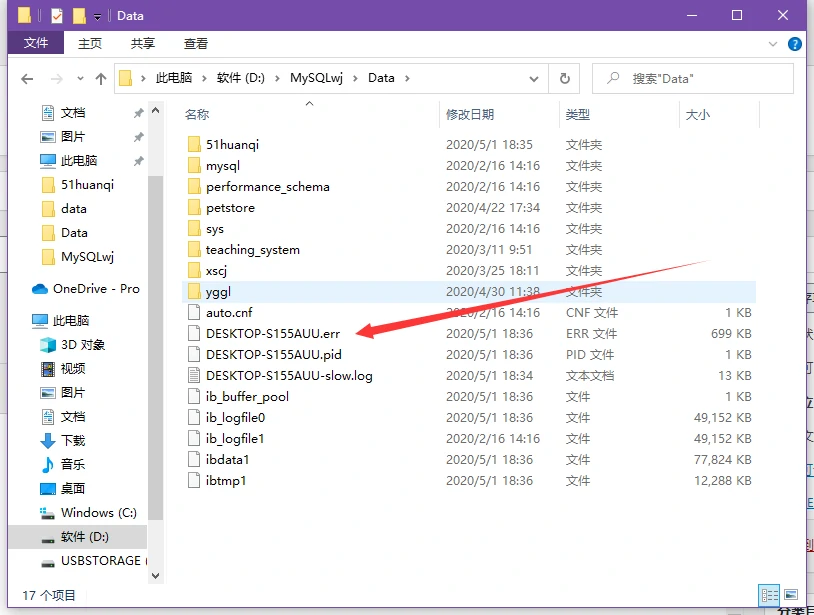 Data
文件 主页 共享 查看
此电脑 软件 (D:) MySQLwj Data
搜索"Data"
文档
图片
此电脑
51huanqi
data
Data
MySQLwj
OneDrive - Pro
此电脑
3D 对象
视频
图片
文档
下载
音乐
桌面
Windows (C:)
软件 (D:)
USBSTORAGE (
名称 修改日期 类型 大小
51huanqi 2020/5/1 18:35 文件夹
mysql 2020/2/16 14:16 文件夹
performance_schema 2020/2/16 14:16 文件夹
petstore 2020/4/22 17:34 文件夹
sys 2020/2/16 14:16 文件夹
teaching_system 2020/3/11 9:51 文件夹
xscj 2020/3/25 18:11 文件夹
yggl 2020/4/30 11:38 文件夹
auto.cnf 2020/2/16 14:16 CNF 文件 1 KB
DESKTOP-S155AUU.err 2020/5/1 18:36 ERR 文件 699 KB
DESKTOP-S155AUU.pid 2020/5/1 18:36 PID 文件 1 KB
DESKTOP-S155AUU-slow.log 2020/5/1 18:34 文本文档 13 KB
ib_buffer_pool 2020/5/1 18:36 文件 1 KB
ib_logfile0 2020/5/1 18:36 文件 49,152 KB
ib_logfile1 2020/2/16 14:16 文件 49,152 KB
ibdata1 2020/5/1 18:36 文件 77,824 KB
ibtmp1 2020/5/1 18:36 文件 12,288 KB
17 个项目